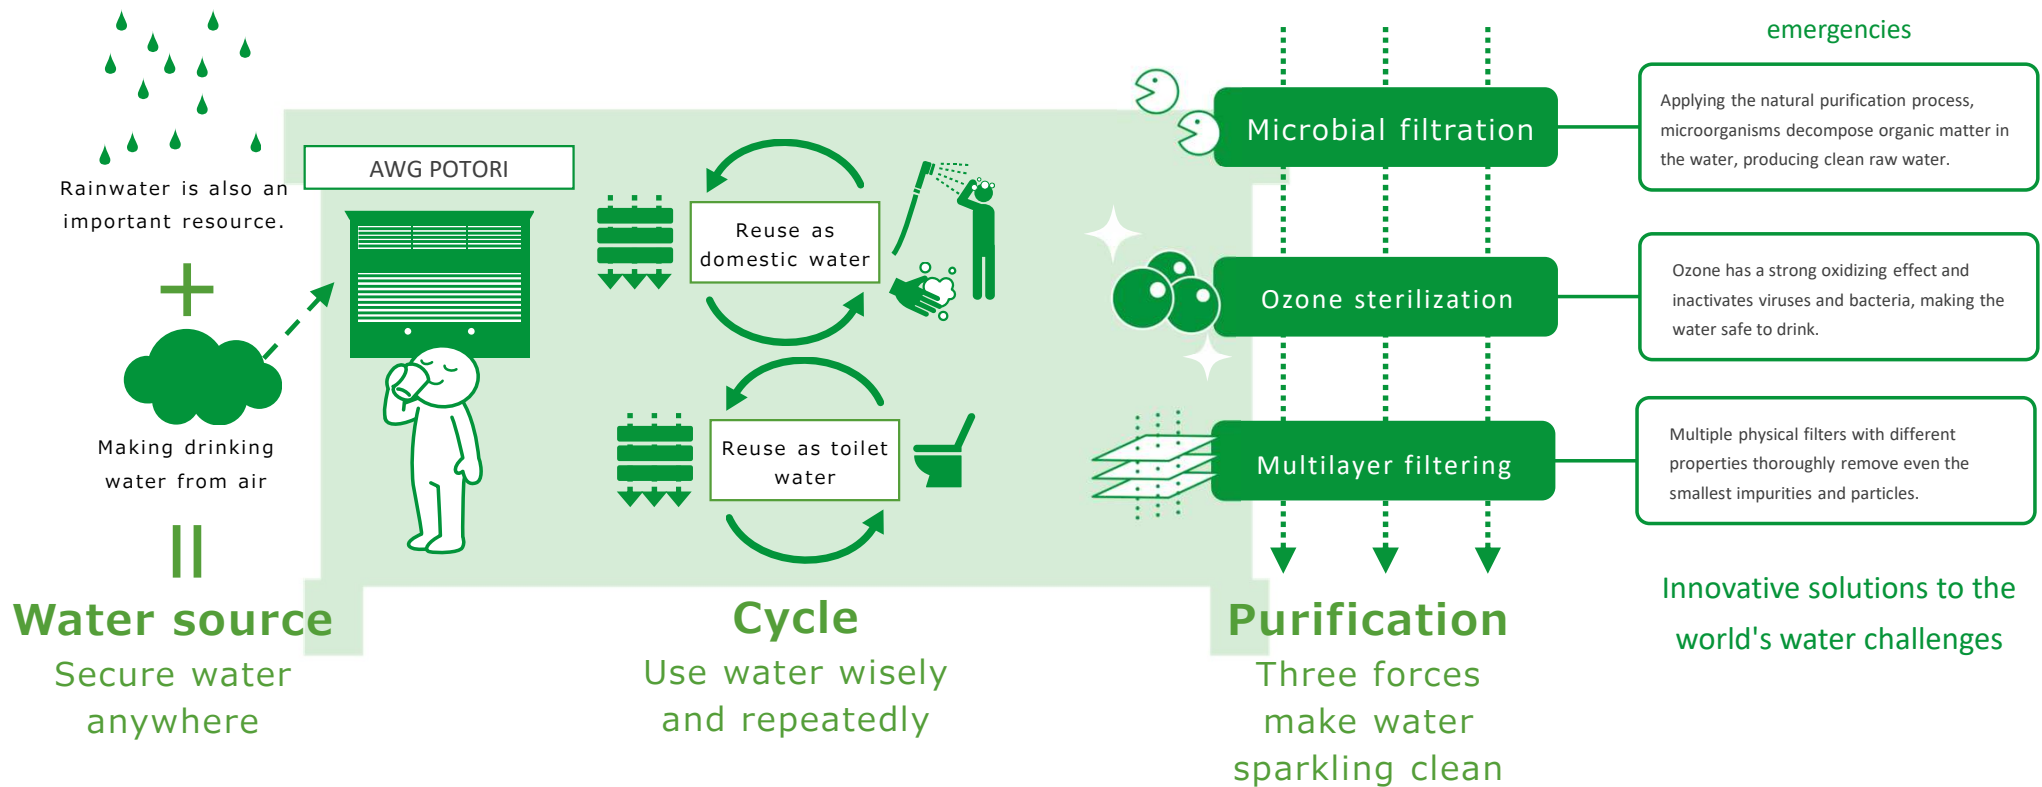 Rainwater is also an
important resource.
Making drinking
water from air
Water source
Secure water
anywhere
AWG POTORI
Reuse as
domestic water
Reuse as toilet
water
Cycle
Use water wisely
and repeatedly
Microbial filtration
Ozone sterilization
Multilayer filtering
Purification
Three forces
make water
sparkling clean
emergencies
Applying the natural purification process,
microorganisms decompose organic matter in
the water, producing clean raw water.
Ozone has a strong oxidizing effect and
inactivates viruses and bacteria, making the
water safe to drink.
Multiple physical filters with different
properties thoroughly remove even the
smallest impurities and particles.
Innovative solutions to the
world's water challenges